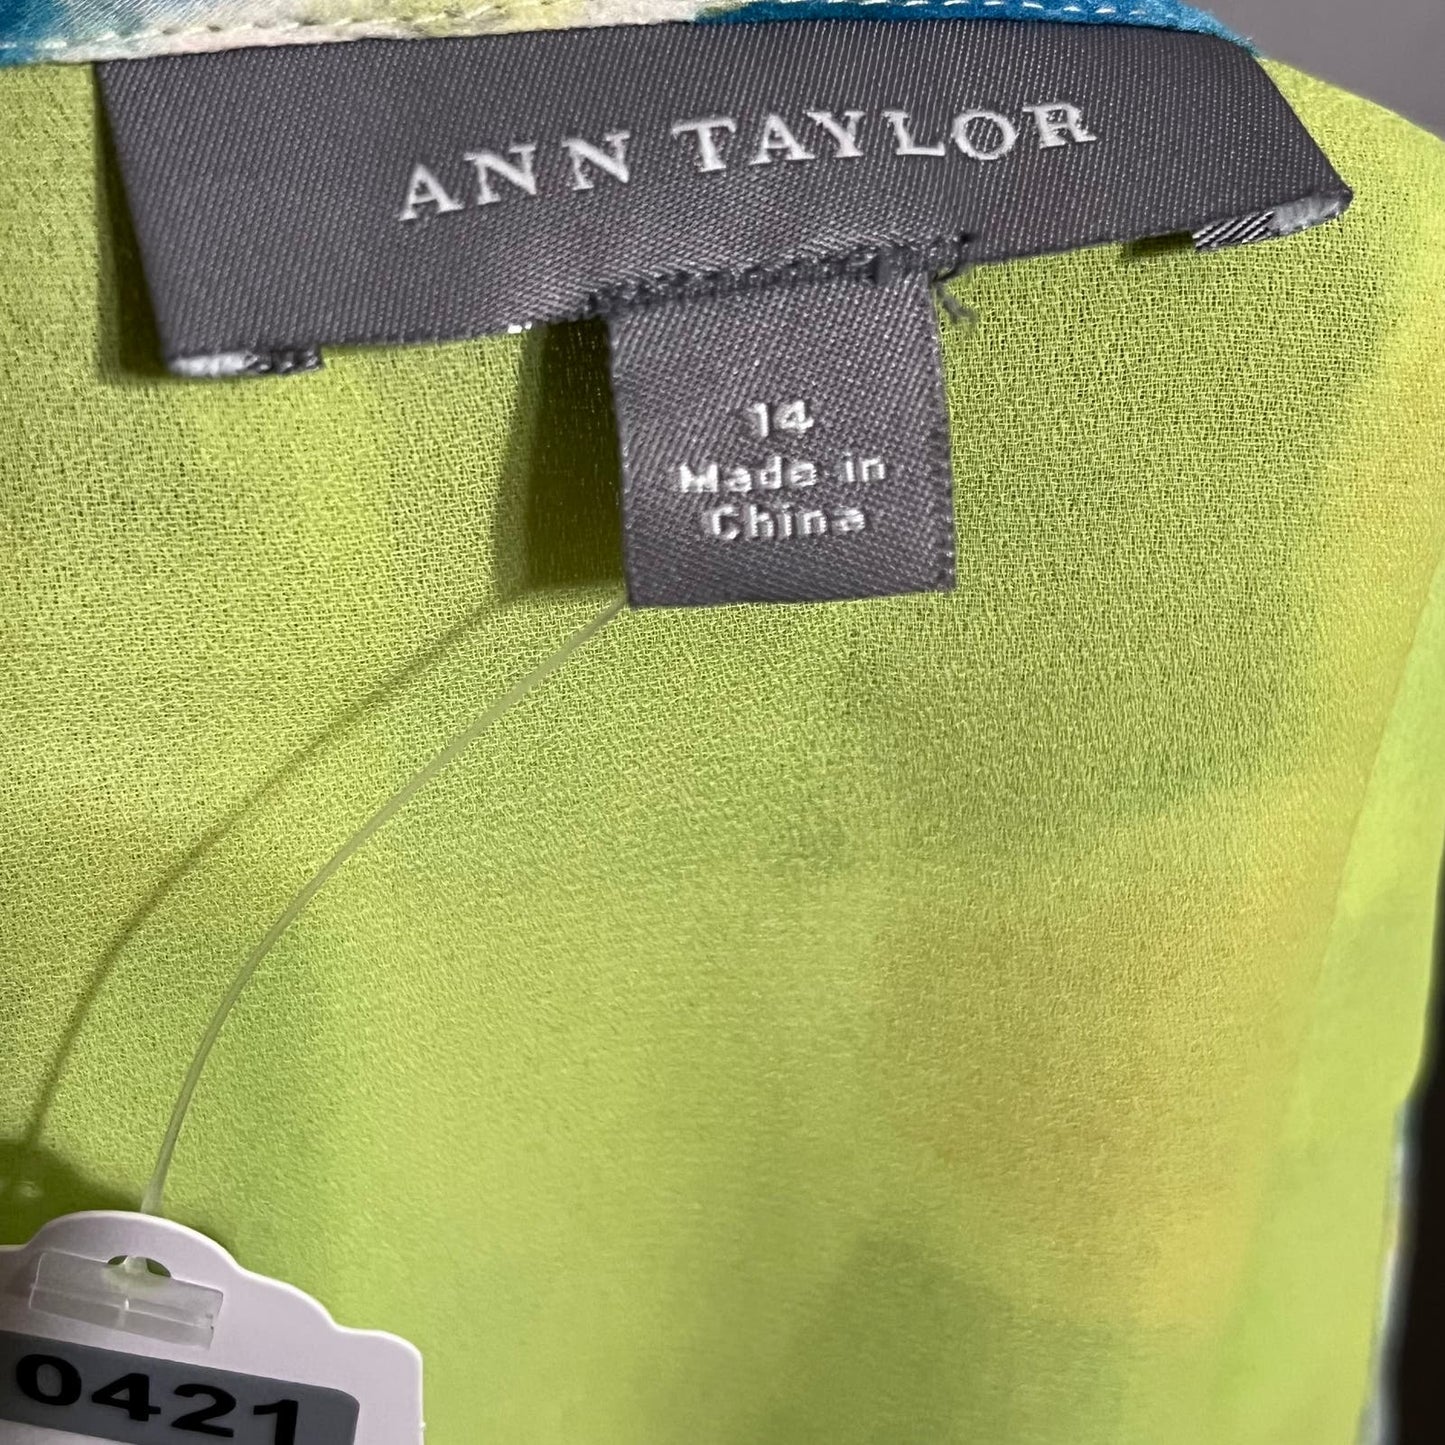 ANN TAYLOR
14
Made in
China
0421